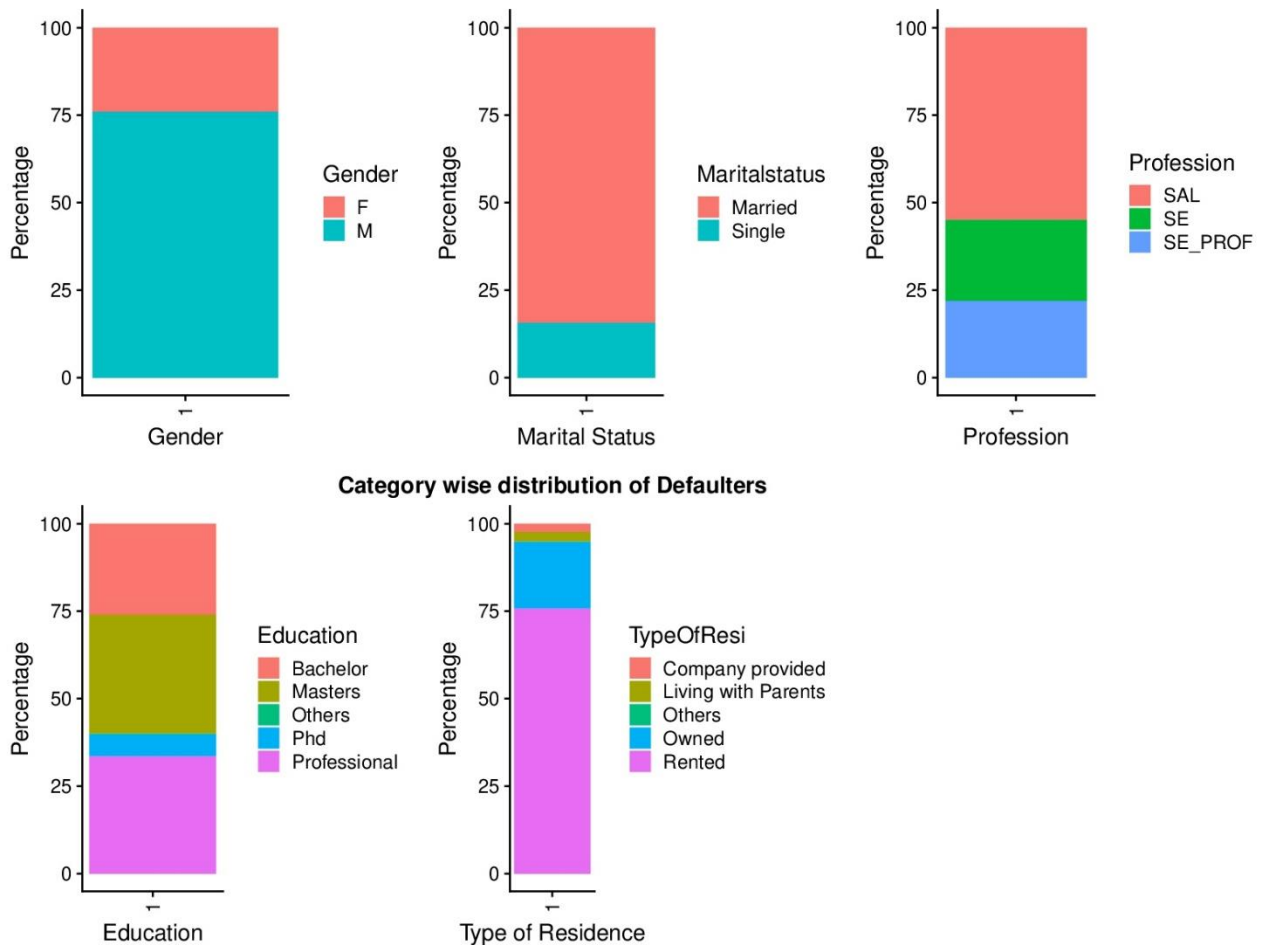 100
75
50
25
0
Percentage
1
Gender
Gender
F
M
100
75
50
25
0
Percentage
1
Marital Status
Maritalstatus
Married
Single
100
75
50
25
0
Percentage
1
Profession
Profession
SAL
SE
SE_PROF
Category wise distribution of Defaulters
100
75
50
25
0
Percentage
1
Education
Education
Bachelor
Masters
Others
Phd
Professional
100
75
50
25
0
Percentage
1
Type of Residence
TypeOfResi
Company provided
Living with Parents
Others
Owned
Rented